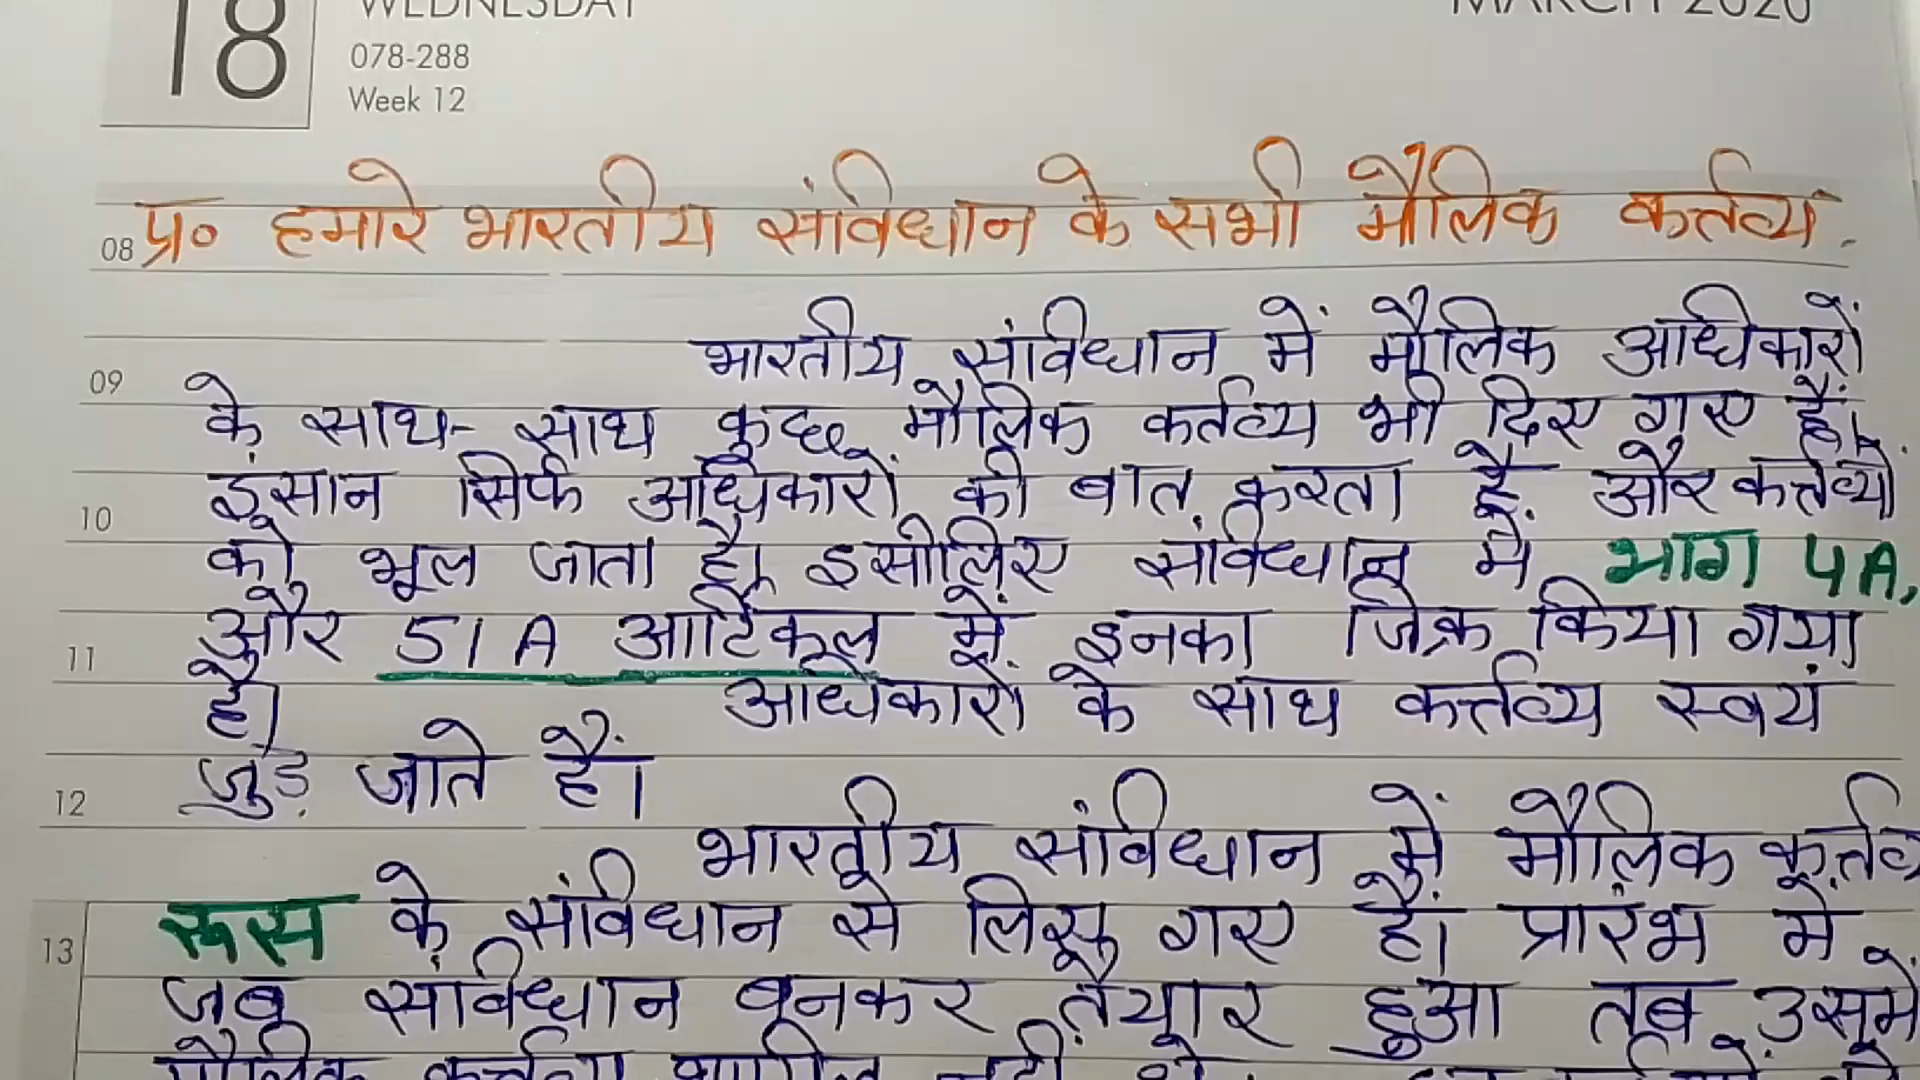 18
WEDNESDAY
MARCH 2020
078-288
Week 12
08 प्र० हमारे भारतीय संविधान के सभी मौलिक कर्त्तव्य.
भारतीय संविधान में मौलिक अधिकारों
09
के साथ-साथ कुछ मौलिक कर्तव्य भी दिए गए हैं।
इंसान सिर्फ अधिकारों की बात करता है और कर्त्तव्यों
10
को भूल जाता है। इसीलिए संविधान में भाग 4A,
और 51A आर्टिकल में इनका जिक्र किया गया
11
है। अधिकारों के साथ कर्त्तव्य स्वयं
जुड़ जाते हैं।
12
भारतीय संविधान में मौलिक
रूस के संविधान से लिए गए हैं। प्रारंभ में
13
जब संविधान बनकर तैयार हुआ तब उसमें
मौलिक कर्त्तव्य शामिल नहीं थे